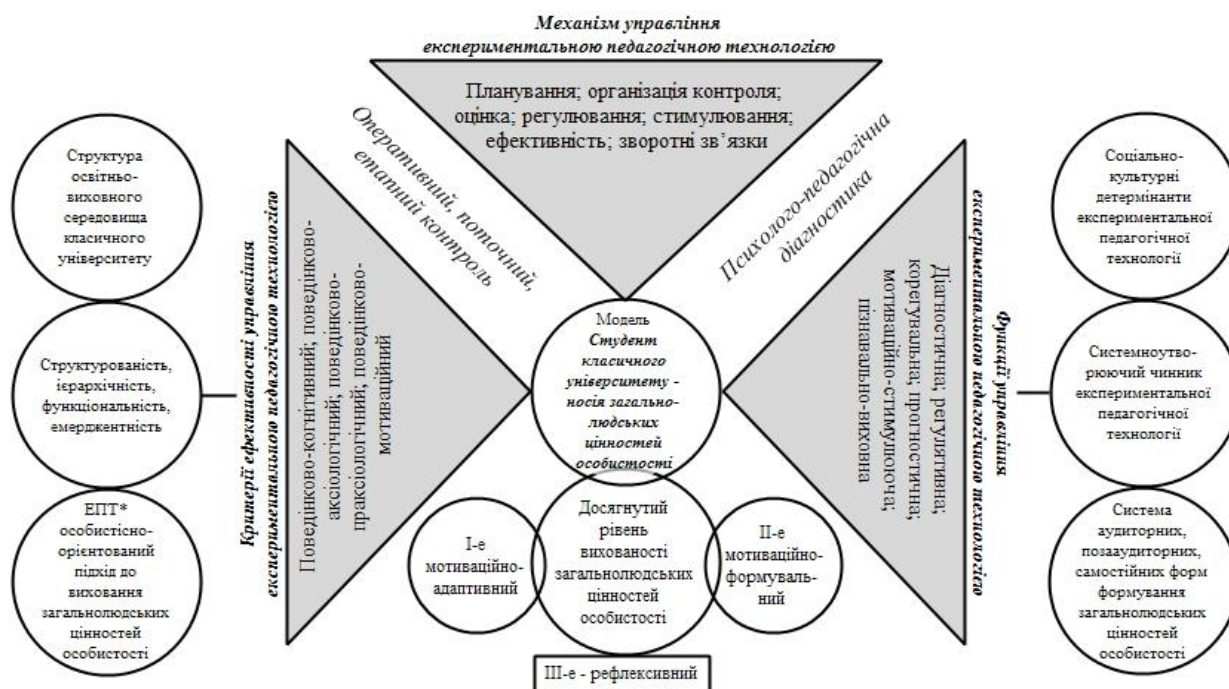 Механізм управління
експериментальною педагогічною технологією
Планування; організація контроля;
оцінка; регулювання; стимулювання;
ефективність; зворотні зв’язки
Оперативний, поточний,
етапний контроль
Психолого-педагогічна
діагностика
Структура
освітньо-
виховного
середовища
класичного
університету
Структурованість,
ієрархічність,
функціональність,
емерджентність
ЕПТ*
особистісно-
орієнтований
підхід до
виховання
загальнолюдських
цінностей
особистості
Критерії ефективності управління
експериментальною педагогічною технологією
Поведінково-когнітивний; поведінково-
аксіологічний; поведінково-
праксіологічний; поведінково-
мотиваційний
Модель
Студент
класичного
університету -
носія загально-
людських
цінностей
особистості
Досягнутий
рівень
вихованості
загальнолюдських
цінностей
особистості
І-е
мотиваційно-
адаптивний
ІІ-е
мотиваційно-
формуваль-
ний
ІІІ-е - рефлексивний
Діагностична; регулятивна;
корегувальна; прогностична;
мотиваційно-стимулююча;
пізнавально-виховна
Функції управління
експериментальною педагогічною технологією
Соціально-
культурні
детермінанти
експериментальної
педагогічної
технології
Системноутво-
рюючий чинник
експериментальної
педагогічної
технології
Система
аудиторних,
позааудиторних,
самостійних форм
формування
загальнолюдських
цінностей
особистості